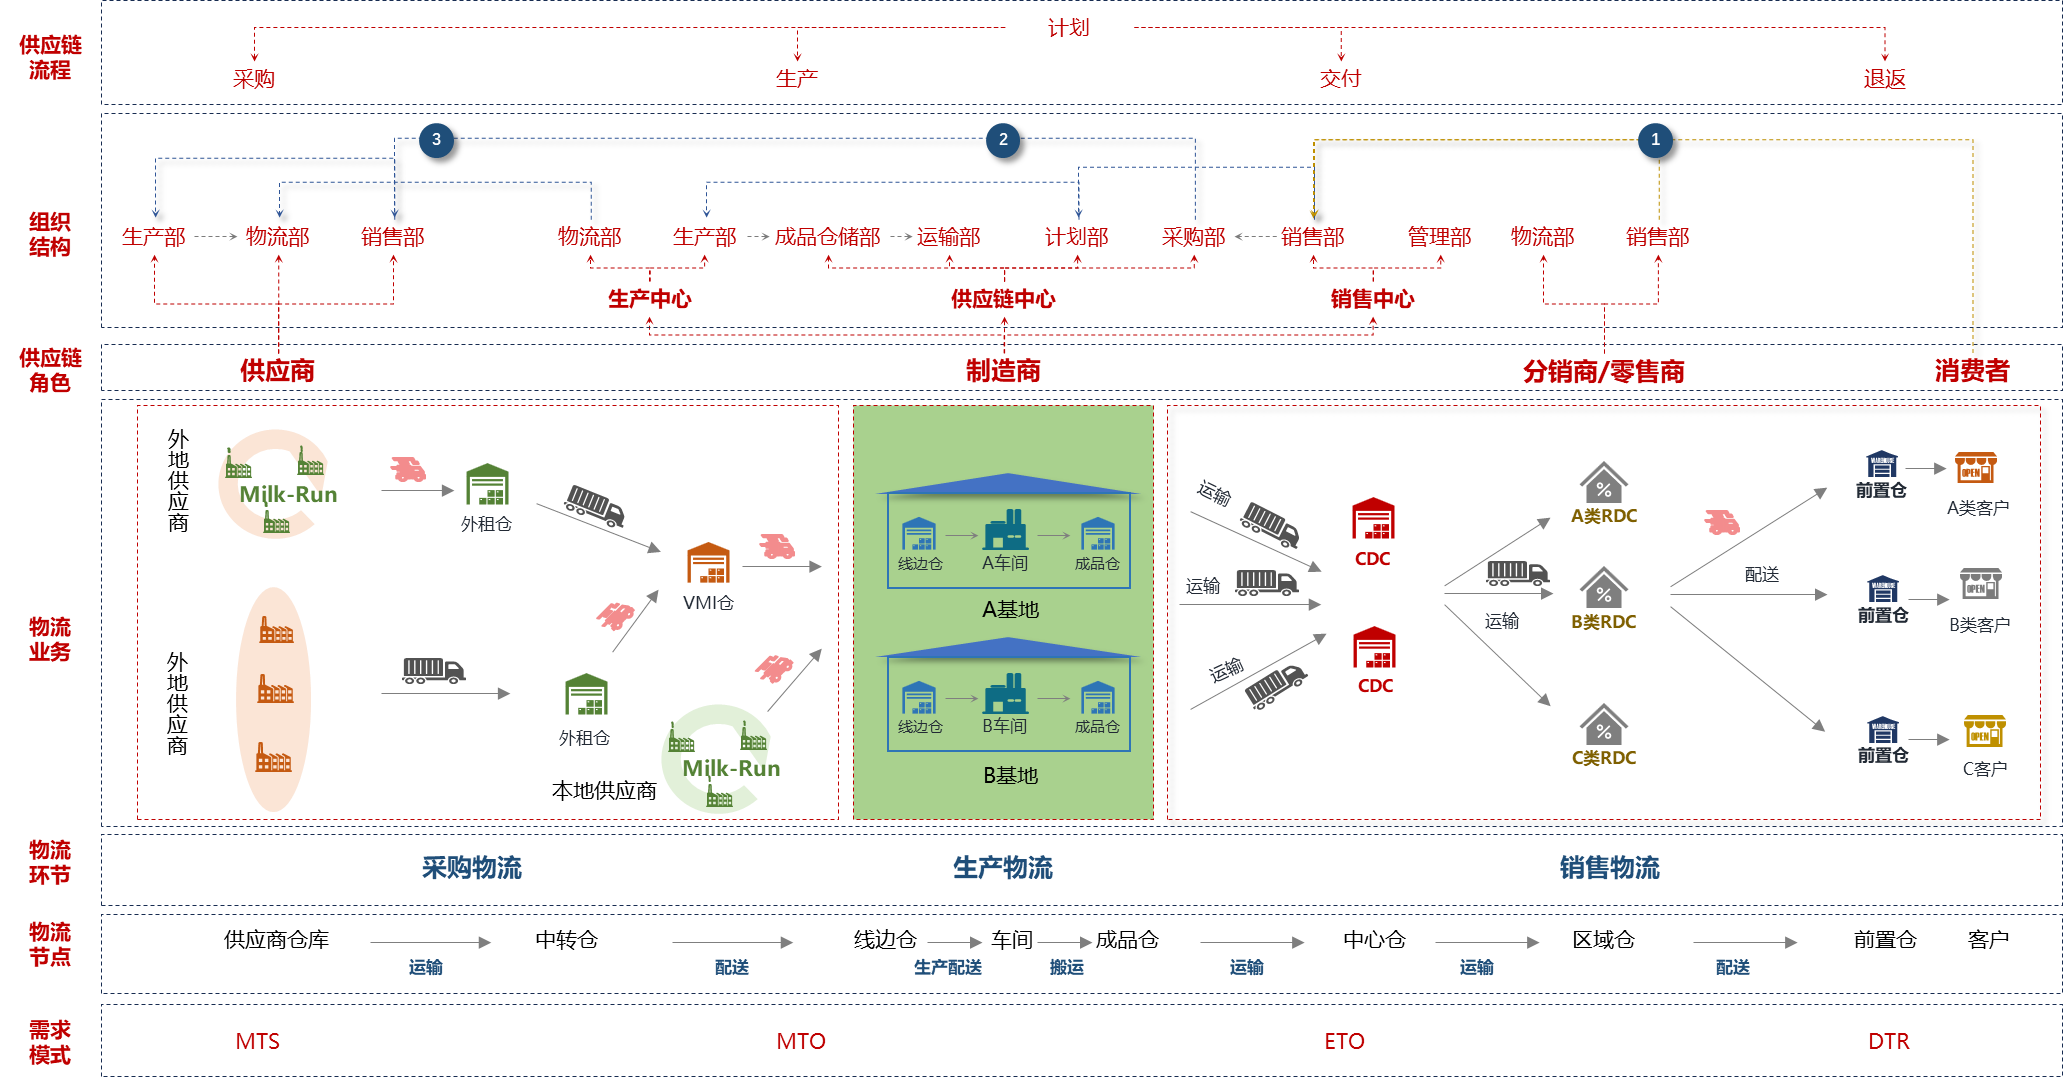 供应链
流程
计划
采购
生产
交付
退返
组织
结构
3
2
1
生产部
物流部
销售部
物流部
生产部
成品仓储部
运输部
计划部
采购部
销售部
管理部
物流部
销售部
生产中心
供应链中心
销售中心
供应链
角色
供应商
制造商
分销商/零售商
消费者
物流
业务
外地供应商
Milk-Run
外租仓
VMI仓
外地供应商
外租仓
本地供应商
Milk-Run
线边仓
A车间
成品仓
A基地
线边仓
B车间
成品仓
B基地
运输
运输
运输
CDC
CDC
运输
A类RDC
B类RDC
C类RDC
配送
WAREHOUSE
前置仓
OPEN
A类客户
WAREHOUSE
前置仓
OPEN
B类客户
WAREHOUSE
前置仓
OPEN
C客户
物流
环节
采购物流
生产物流
销售物流
物流
节点
供应商仓库
运输
中转仓
配送
线边仓
生产配送
车间
搬运
成品仓
运输
中心仓
运输
区域仓
配送
前置仓
客户
需求
模式
MTS
MTO
ETO
DTR